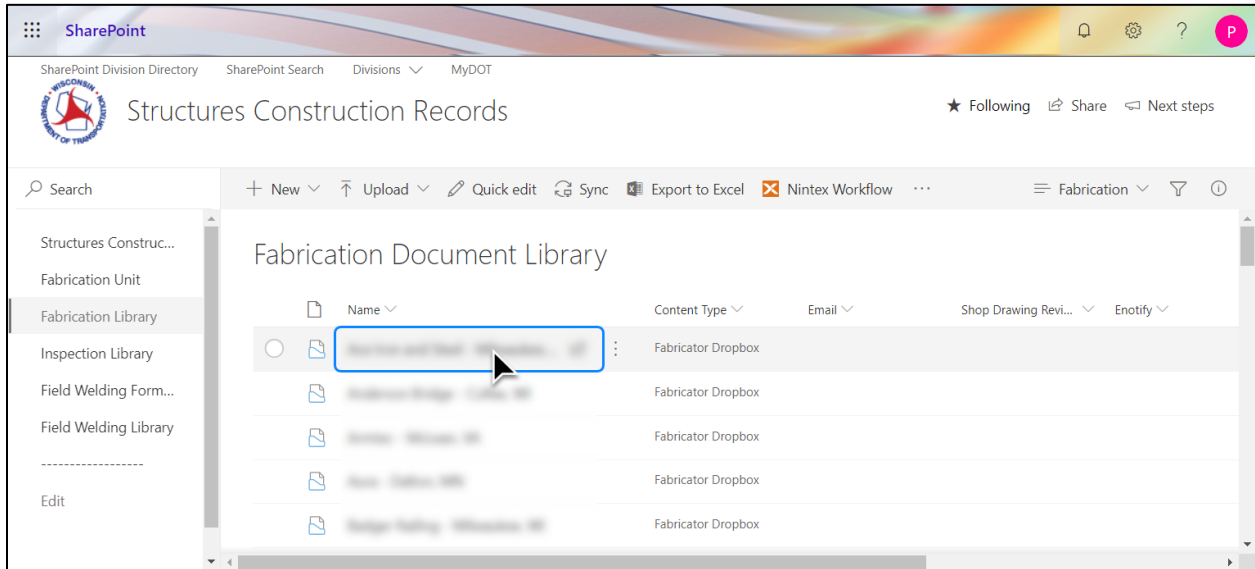 SharePoint
P
SharePoint Division Directory SharePoint Search Divisions MyDOT
WISCONSIN
DEPARTMENT OF TRANSPORTATION
Structures Construction Records
Following Share Next steps
Search
New Upload Quick edit Sync Export to Excel Nintex Workflow ... Fabrication
Structures Construc...
Fabrication Unit
Fabrication Library
Inspection Library
Field Welding Form...
Field Welding Library
------------------
Edit
Fabrication Document Library
Name Content Type Email Shop Drawing Revi... Enotify
Fabricator Dropbox
Fabricator Dropbox
Fabricator Dropbox
Fabricator Dropbox
Fabricator Dropbox